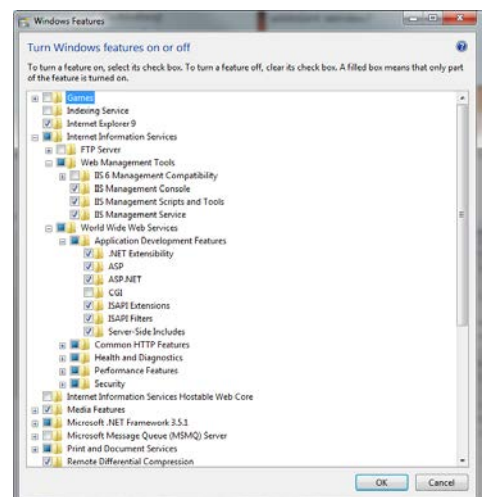 Windows Features
Turn Windows features on or off
To turn a feature on, select its check box. To turn a feature off, clear its check box. A filled box means that only part
of the feature is turned on.
Games
Indexing Service
Internet Explorer 9
Internet Information Services
FTP Server
Web Management Tools
IIS 6 Management Compatibility
IIS Management Console
IIS Management Scripts and Tools
IIS Management Service
World Wide Web Services
Application Development Features
.NET Extensibility
ASP
ASP.NET
CGI
ISAPI Extensions
ISAPI Filters
Server-Side Includes
Common HTTP Features
Health and Diagnostics
Performance Features
Security
Internet Information Services Hostable Web Core
Media Features
Microsoft .NET Framework 3.5.1
Microsoft Message Queue (MSMQ) Server
Print and Document Services
Remote Differential Compression
OK Cancel